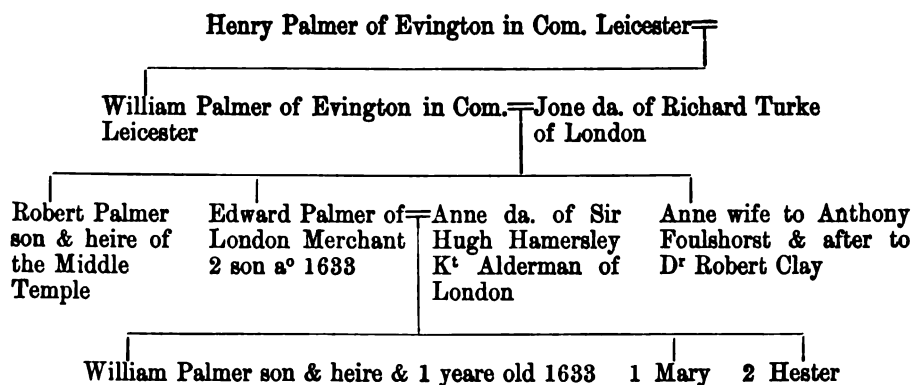 Henry Palmer of Evington in Com. Leicester
William Palmer of Evington in Com.
Leicester
Jone da. of Richard Turke
of London
Robert Palmer
son & heire of
the Middle
Temple
Edward Palmer of
London Merchant
2 son aº 1633
Anne da. of Sir
Hugh Hamersley
Kᵗ Alderman of
London
Anne wife to Anthony
Foulshorst & after to
Dʳ Robert Clay
William Palmer son & heire & 1 yeare old 1633
1 Mary
2 Hester